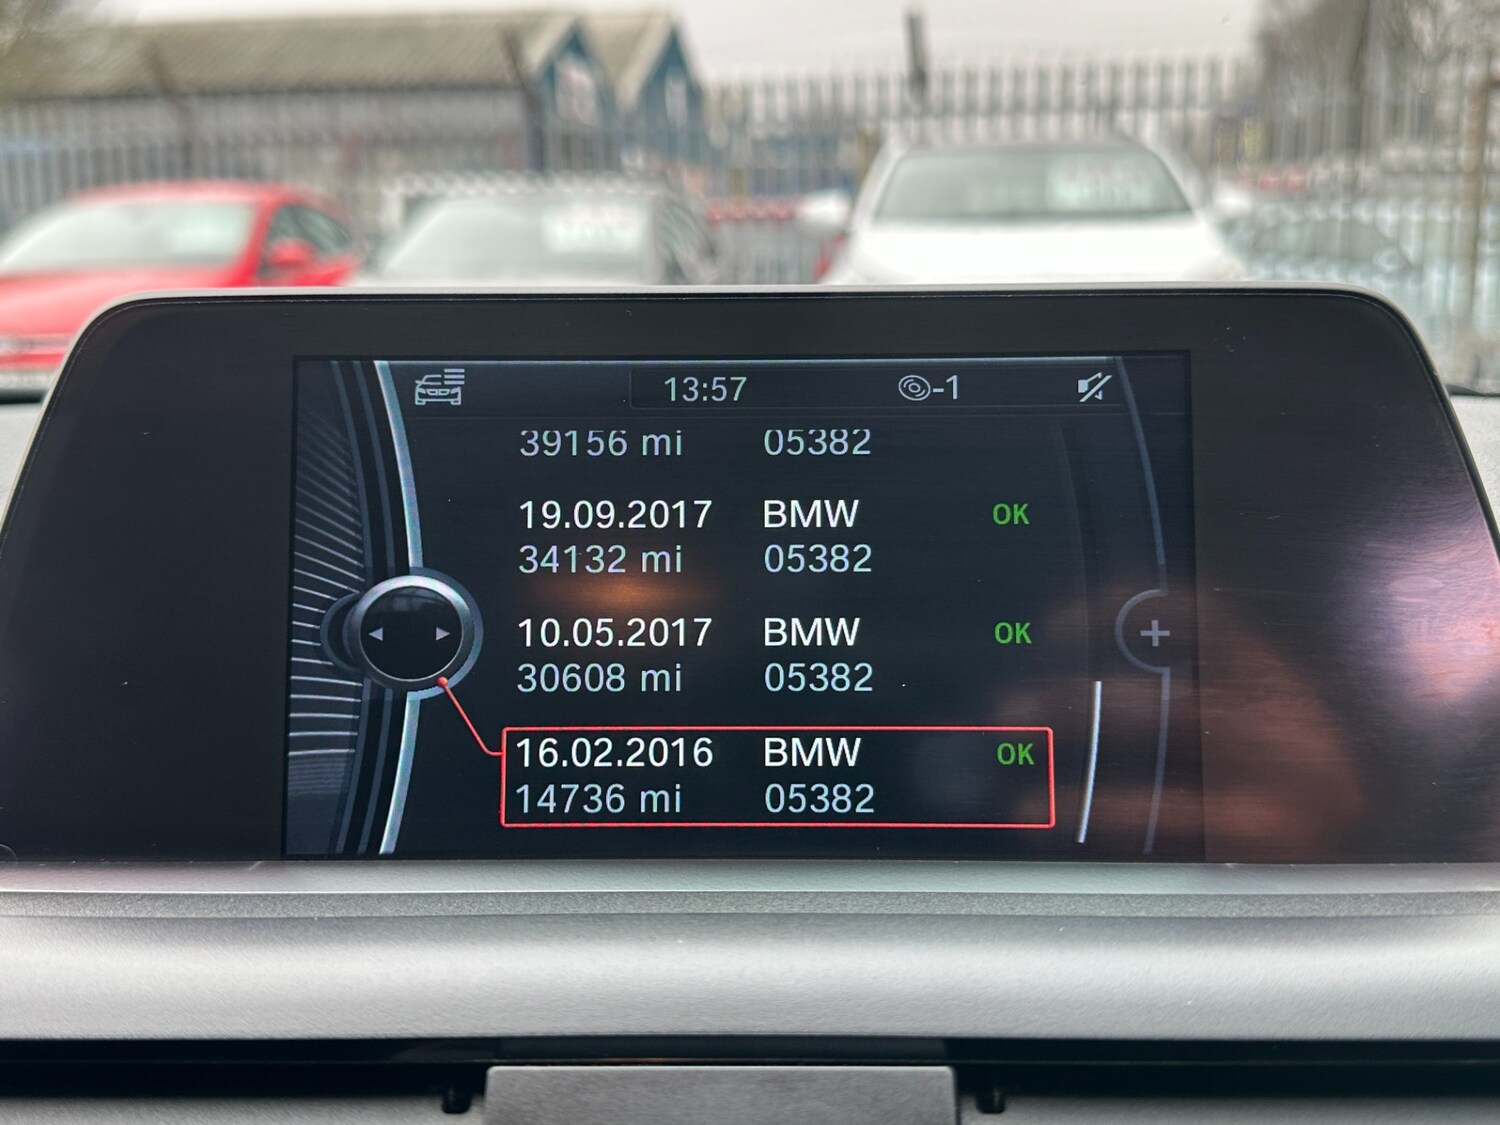 13:57 -1
39156 mi 05382
19.09.2017 BMW OK
34132 mi 05382
10.05.2017 BMW OK
30608 mi 05382
16.02.2016 BMW OK
14736 mi 05382